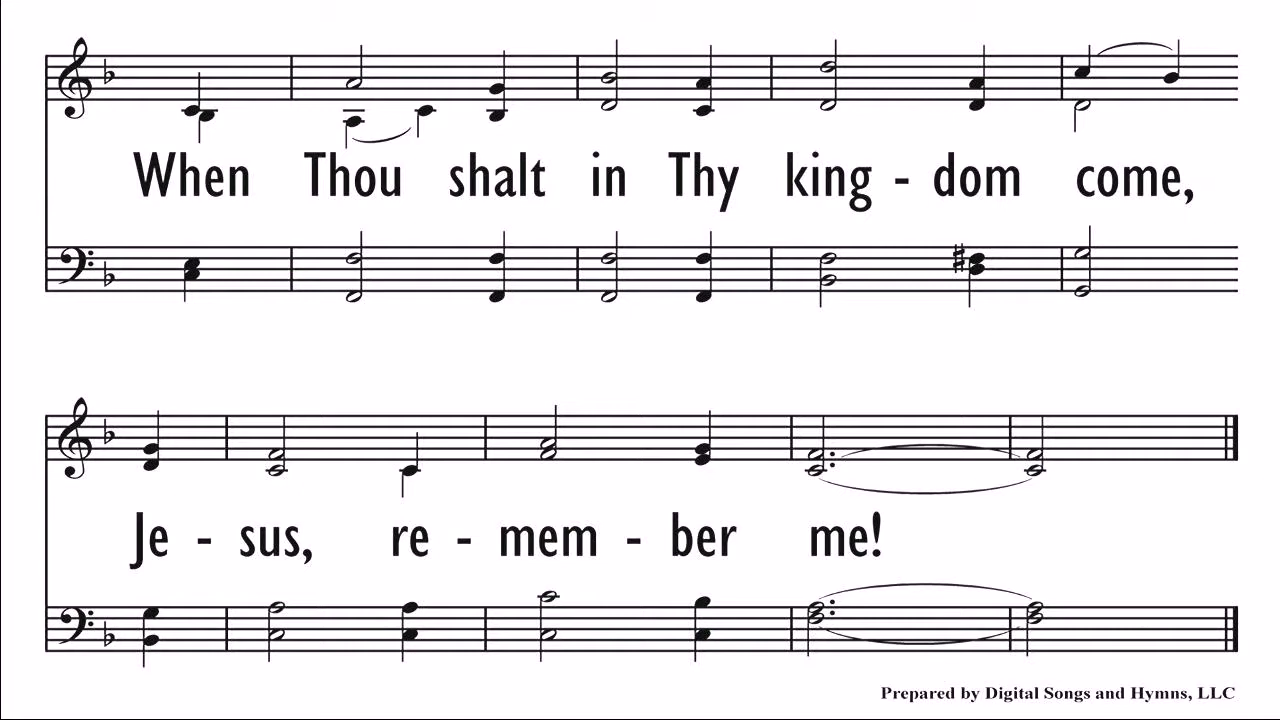 When Thou shalt in Thy king - dom come,
Je - sus, re - mem - ber me!
Prepared by Digital Songs and Hymns, LLC